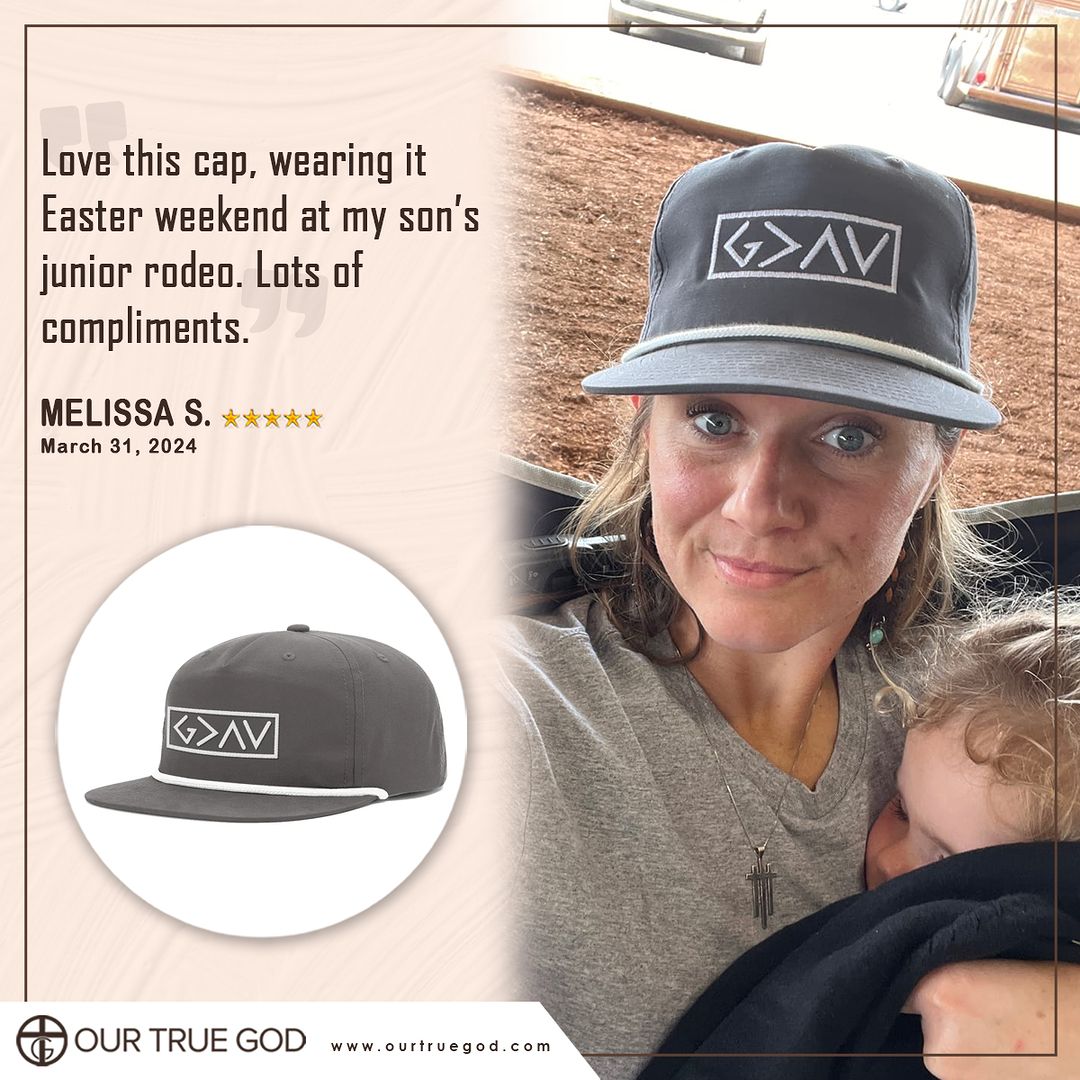 Love this cap, wearing it
Easter weekend at my son's
junior rodeo. Lots of
compliments.
MELISSA S.
March 31, 2024
G>ΛV
G>ΛV
OUR TRUE GOD
www.ourtruegod.com